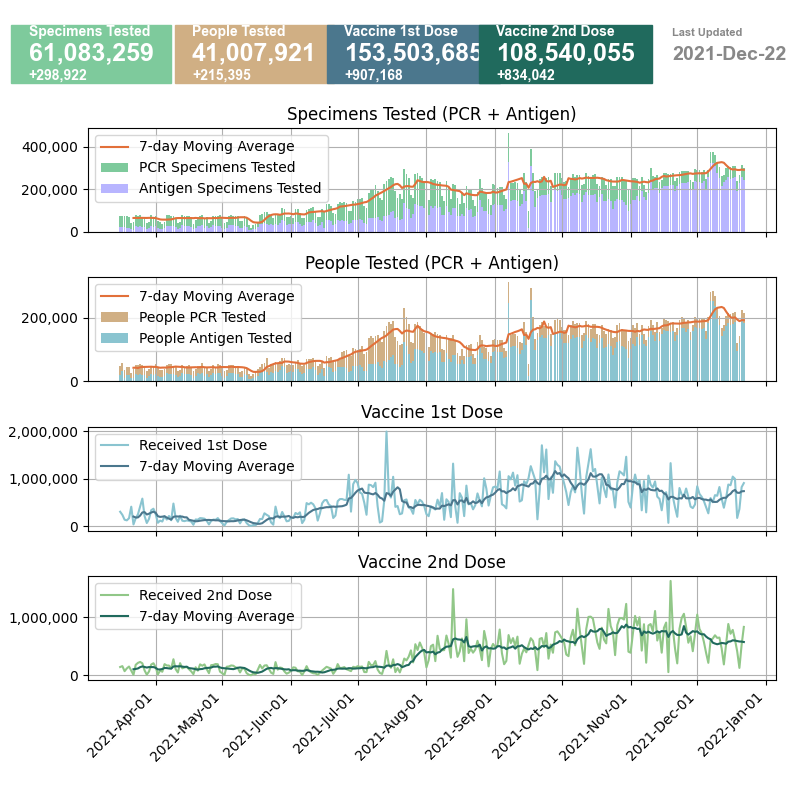 Specimens Tested
61,083,259
+298,922
People Tested
41,007,921
+215,395
Vaccine 1st Dose
153,503,685
+907,168
Vaccine 2nd Dose
108,540,055
+834,042
Last Updated
2021-Dec-22
Specimens Tested (PCR + Antigen)
400,000
200,000
0
7-day Moving Average
PCR Specimens Tested
Antigen Specimens Tested
People Tested (PCR + Antigen)
200,000
0
7-day Moving Average
People PCR Tested
People Antigen Tested
Vaccine 1st Dose
2,000,000
1,000,000
0
Received 1st Dose
7-day Moving Average
Vaccine 2nd Dose
1,000,000
0
Received 2nd Dose
7-day Moving Average
2021-Apr-01
2021-May-01
2021-Jun-01
2021-Jul-01
2021-Aug-01
2021-Sep-01
2021-Oct-01
2021-Nov-01
2021-Dec-01
2022-Jan-01